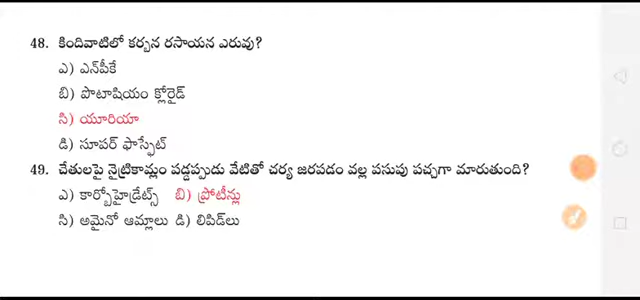 48. కిందివాటిలో కర్బన రసాయన ఎరువు?
ఎ) ఎన్‌పీకే
బి) పొటాషియం క్లోరైడ్
సి) యూరియా
డి) సూపర్ ఫాస్ఫేట్
49. చేతులపై నైట్రికామ్లం పడ్డప్పుడు వేటితో చర్య జరపడం వల్ల పసుపు పచ్చగా మారుతుంది?
ఎ) కార్బోహైడ్రేట్స్ బి) ప్రోటీన్లు
సి) అమైనో ఆమ్లాలు డి) లిపిడ్‌లు